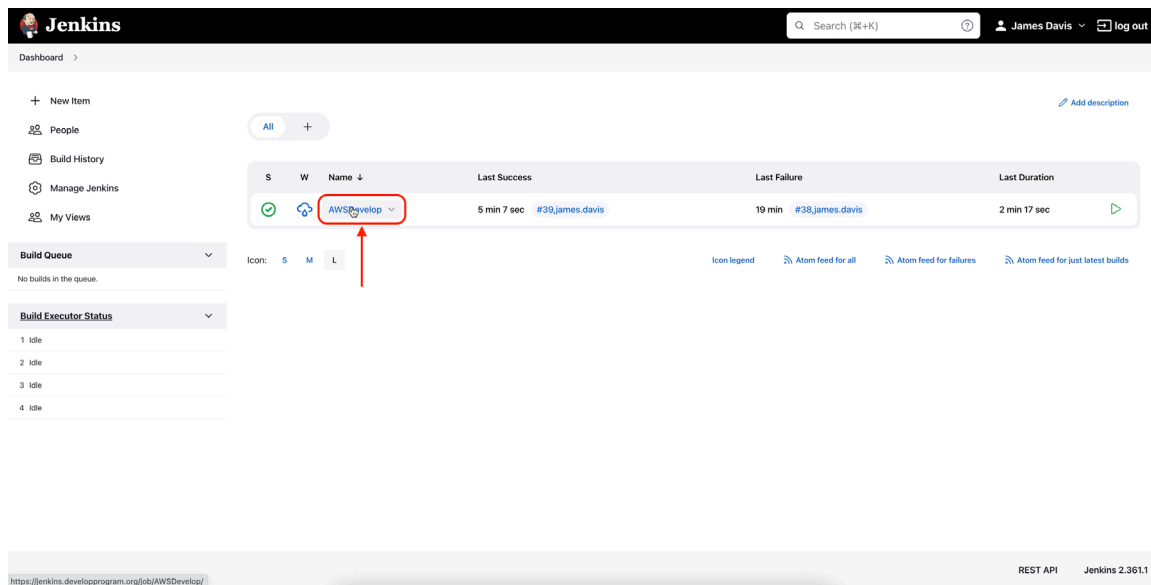 Jenkins
Search (⌘+K)
James Davis
log out
Dashboard
New Item
People
Build History
Manage Jenkins
My Views
Build Queue
No builds in the queue.
Build Executor Status
1 Idle
2 Idle
3 Idle
4 Idle
Add description
All +
S W Name ↓ Last Success Last Failure Last Duration
AWSDevelop 5 min 7 sec #39,james.davis 19 min #38,james.davis 2 min 17 sec
Icon: S M L
Icon legend Atom feed for all Atom feed for failures Atom feed for just latest builds
REST API Jenkins 2.361.1
https://jenkins.developprogram.org/job/AWSDevelop/